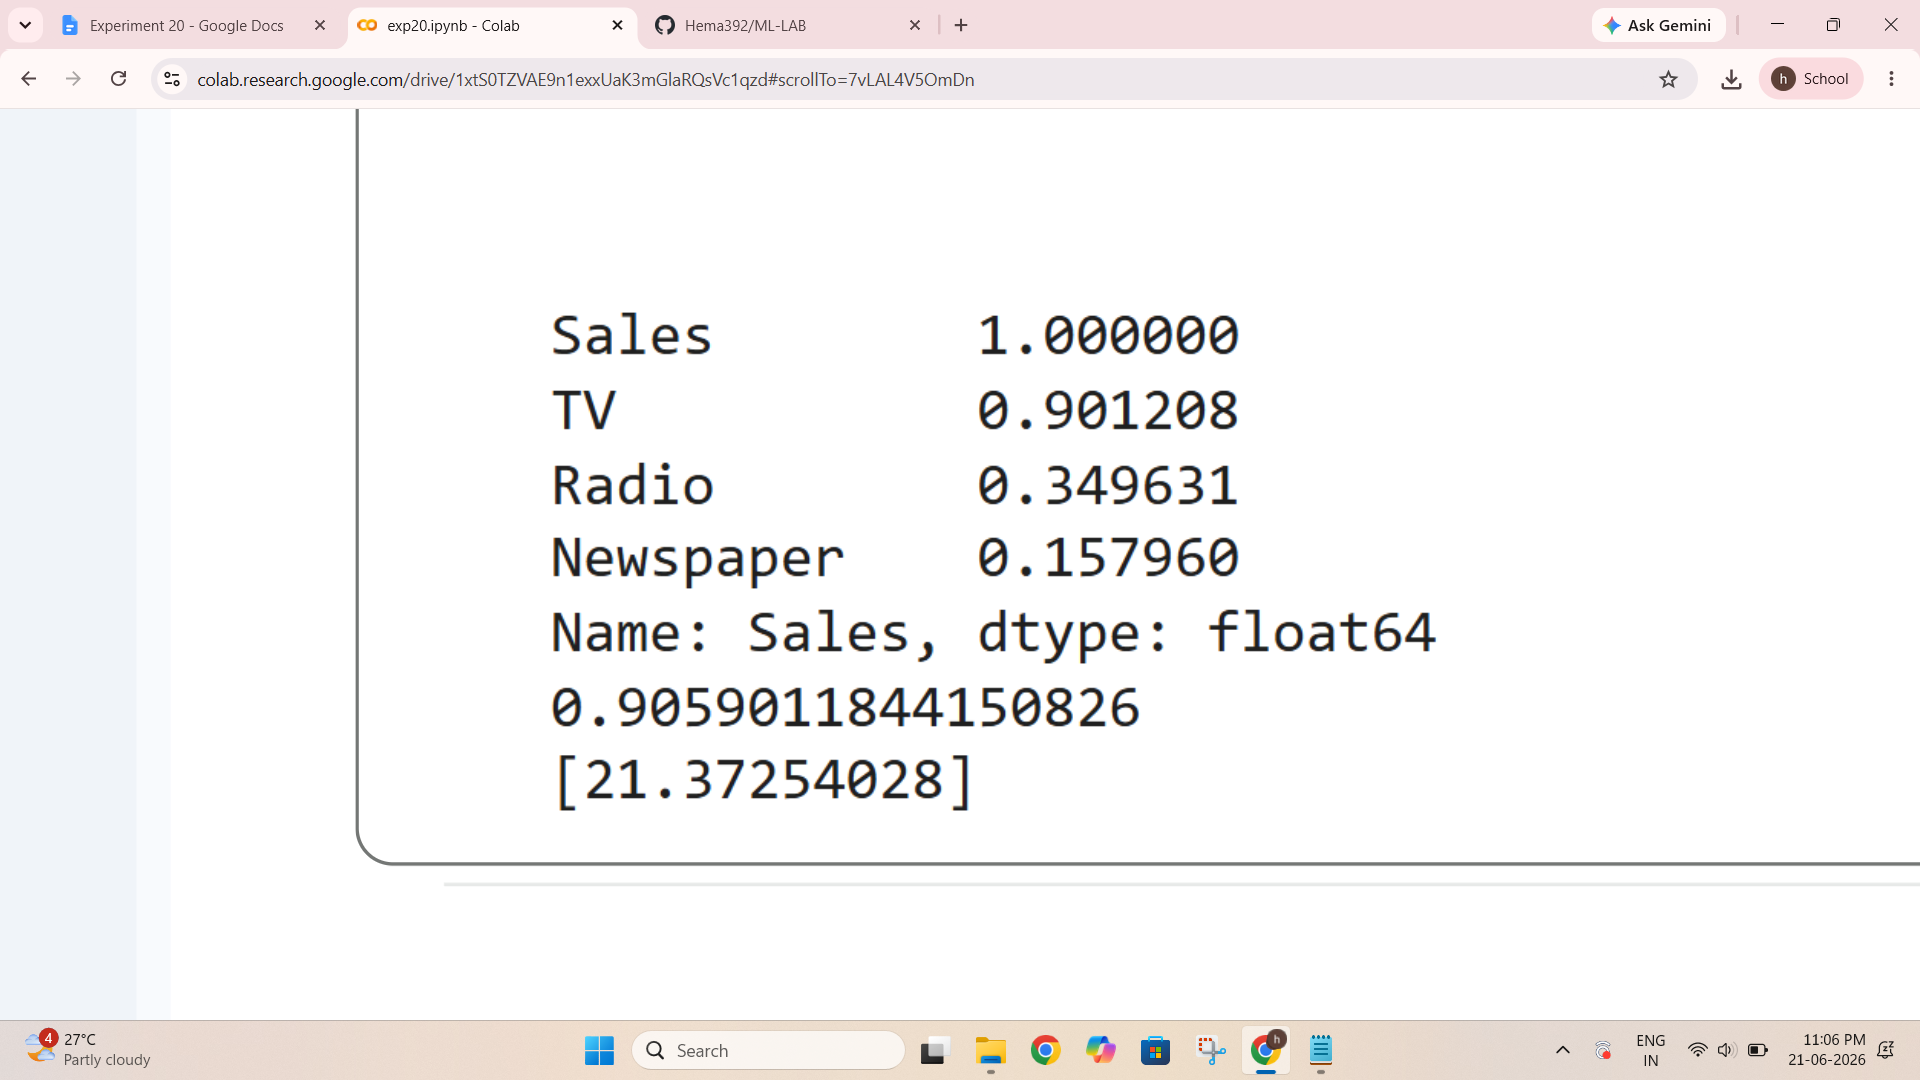 Experiment 20 - Google Docs
exp20.ipynb - Colab
Hema392/ML-LAB
Ask Gemini
colab.research.google.com/drive/1xtS0TZVAE9n1exxUaK3mGlaRQsVc1qzd#scrollTo=7vLAL4V5OmDn
h
School
Sales 1.000000
TV 0.901208
Radio 0.349631
Newspaper 0.157960
Name: Sales, dtype: float64
0.9059011844150826
[21.37254028]
4
27°C
Partly cloudy
Search
h
ENG
IN
11:06 PM
21-06-2026